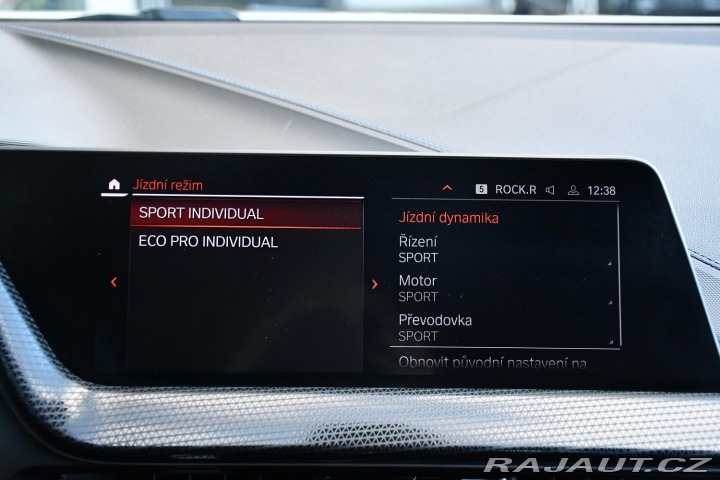 Jízdní režim
5 ROCK.R 12:38
SPORT INDIVIDUAL
ECO PRO INDIVIDUAL
Jízdní dynamika
Řízení
SPORT
Motor
SPORT
Převodovka
SPORT
Obnovit původní nastavení na
RAJAUT.CZ